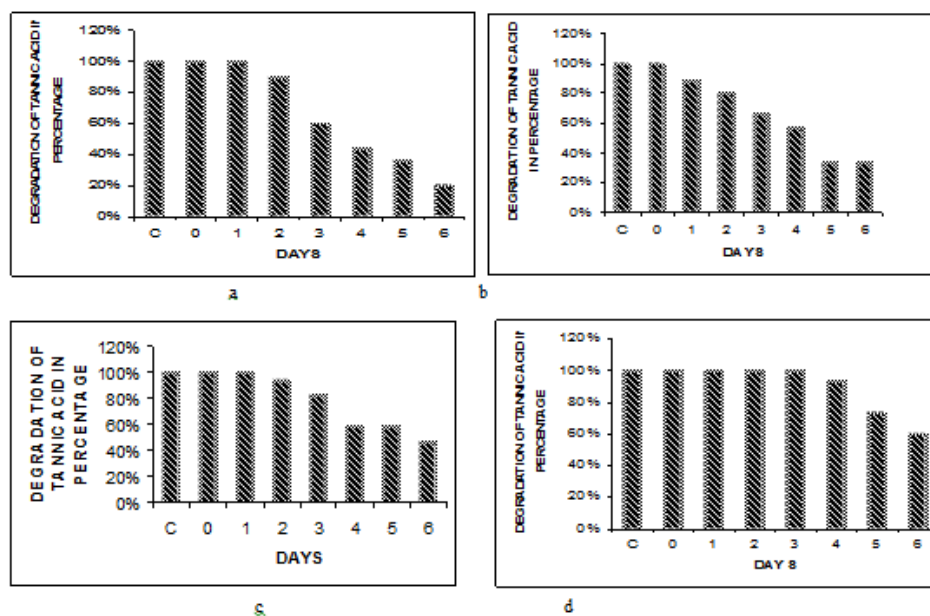 DEGRADATION OF TANNIC ACID IN
PERCENTAGE
120%
100%
80%
60%
40%
20%
0%
C 0 1 2 3 4 5 6
DAYS
a
DEGRADATION OF TANNIC ACID
IN PERCENTAGE
120%
100%
80%
60%
40%
20%
0%
C 0 1 2 3 4 5 6
DAYS
b
DEGRADATION OF
TANNIC ACID IN
PERCENTAGE
120%
100%
80%
60%
40%
20%
0%
C 0 1 2 3 4 5 6
DAYS
c
DEGRADATION OF TANNIC ACID IN
PERCENTAGE
120%
100%
80%
60%
40%
20%
0%
C 0 1 2 3 4 5 6
DAYS
d